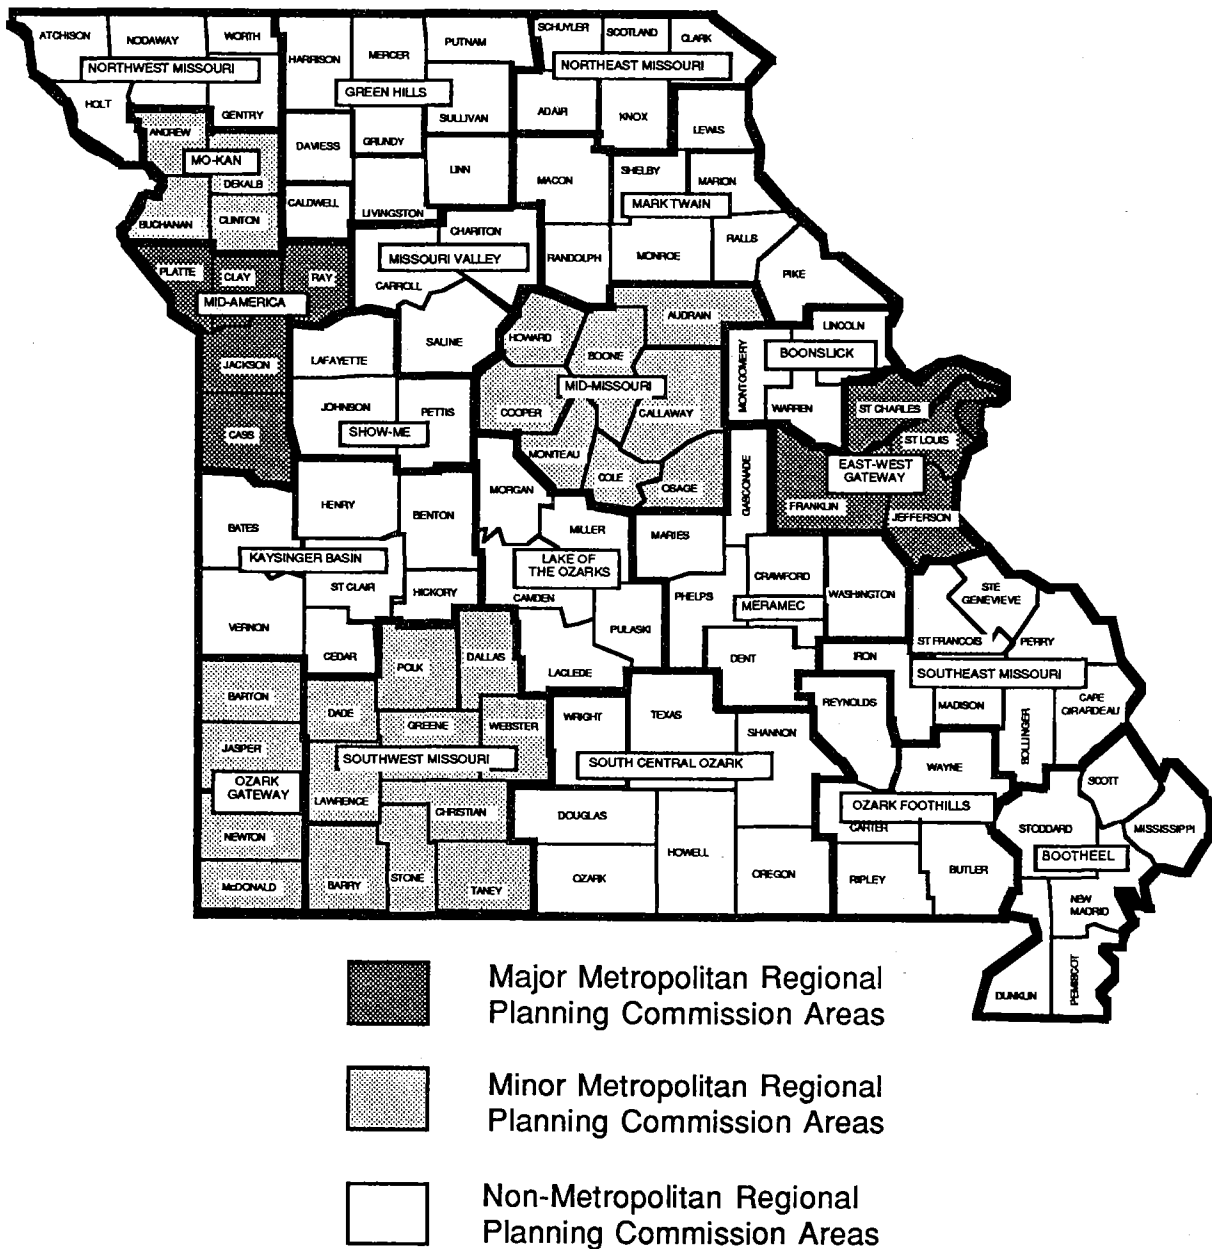 ATCHISON
NODAWAY
WORTH
HARRISON
MERCER
PUTNAM
SCHUYLER
SCOTLAND
CLARK
NORTHWEST MISSOURI
GREEN HILLS
NORTHEAST MISSOURI
HOLT
GENTRY
SULLIVAN
ADAIR
KNOX
LEWIS
ANDREW
MO-KAN
DEKALB
DAVIESS
GRUNDY
LINN
MACON
SHELBY
MARION
MARK TWAIN
BUCHANAN
CLINTON
CALDWELL
LIVINGSTON
CHARITON
MISSOURI VALLEY
RANDOLPH
MONROE
RALLS
PIKE
PLATTE
CLAY
RAY
CARROLL
MID-AMERICA
AUDRAIN
HOWARD
BOONE
LINCOLN
BOONSLICK
MONTGOMERY
JACKSON
LAFAYETTE
SALINE
MID-MISSOURI
WARREN
ST CHARLES
JOHNSON
PETTIS
COOPER
CALLAWAY
CASS
SHOW-ME
MONITEAU
COLE
OSAGE
GASCONADE
ST LOUIS
EAST-WEST
GATEWAY
FRANKLIN
JEFFERSON
MORGAN
HENRY
BENTON
BATES
MILLER
MARIES
KAYSINGER BASIN
LAKE OF
THE OZARKS
ST CLAIR
HICKORY
CAMDEN
PHELPS
CRAWFORD
MERAMEC
WASHINGTON
STE
GENEVIEVE
VERNON
CEDAR
PULASKI
ST FRANCOIS
PERRY
POLK
DALLAS
LACLEDE
DENT
IRON
SOUTHEAST MISSOURI
BARTON
DADE
GREENE
WEBSTER
WRIGHT
TEXAS
REYNOLDS
MADISON
BOLLINGER
CAPE
GIRARDEAU
JASPER
SOUTHWEST MISSOURI
SHANNON
SOUTH CENTRAL OZARK
WAYNE
SCOTT
OZARK
GATEWAY
LAWRENCE
CHRISTIAN
DOUGLAS
OZARK FOOTHILLS
CARTER
STODDARD
MISSISSIPPI
NEWTON
HOWELL
BOOTHEEL
McDONALD
BARRY
STONE
TANEY
OZARK
OREGON
RIPLEY
BUTLER
NEW
MADRID
DUNKLIN
PEMISCOT
Major Metropolitan Regional
Planning Commission Areas
Minor Metropolitan Regional
Planning Commission Areas
Non-Metropolitan Regional
Planning Commission Areas